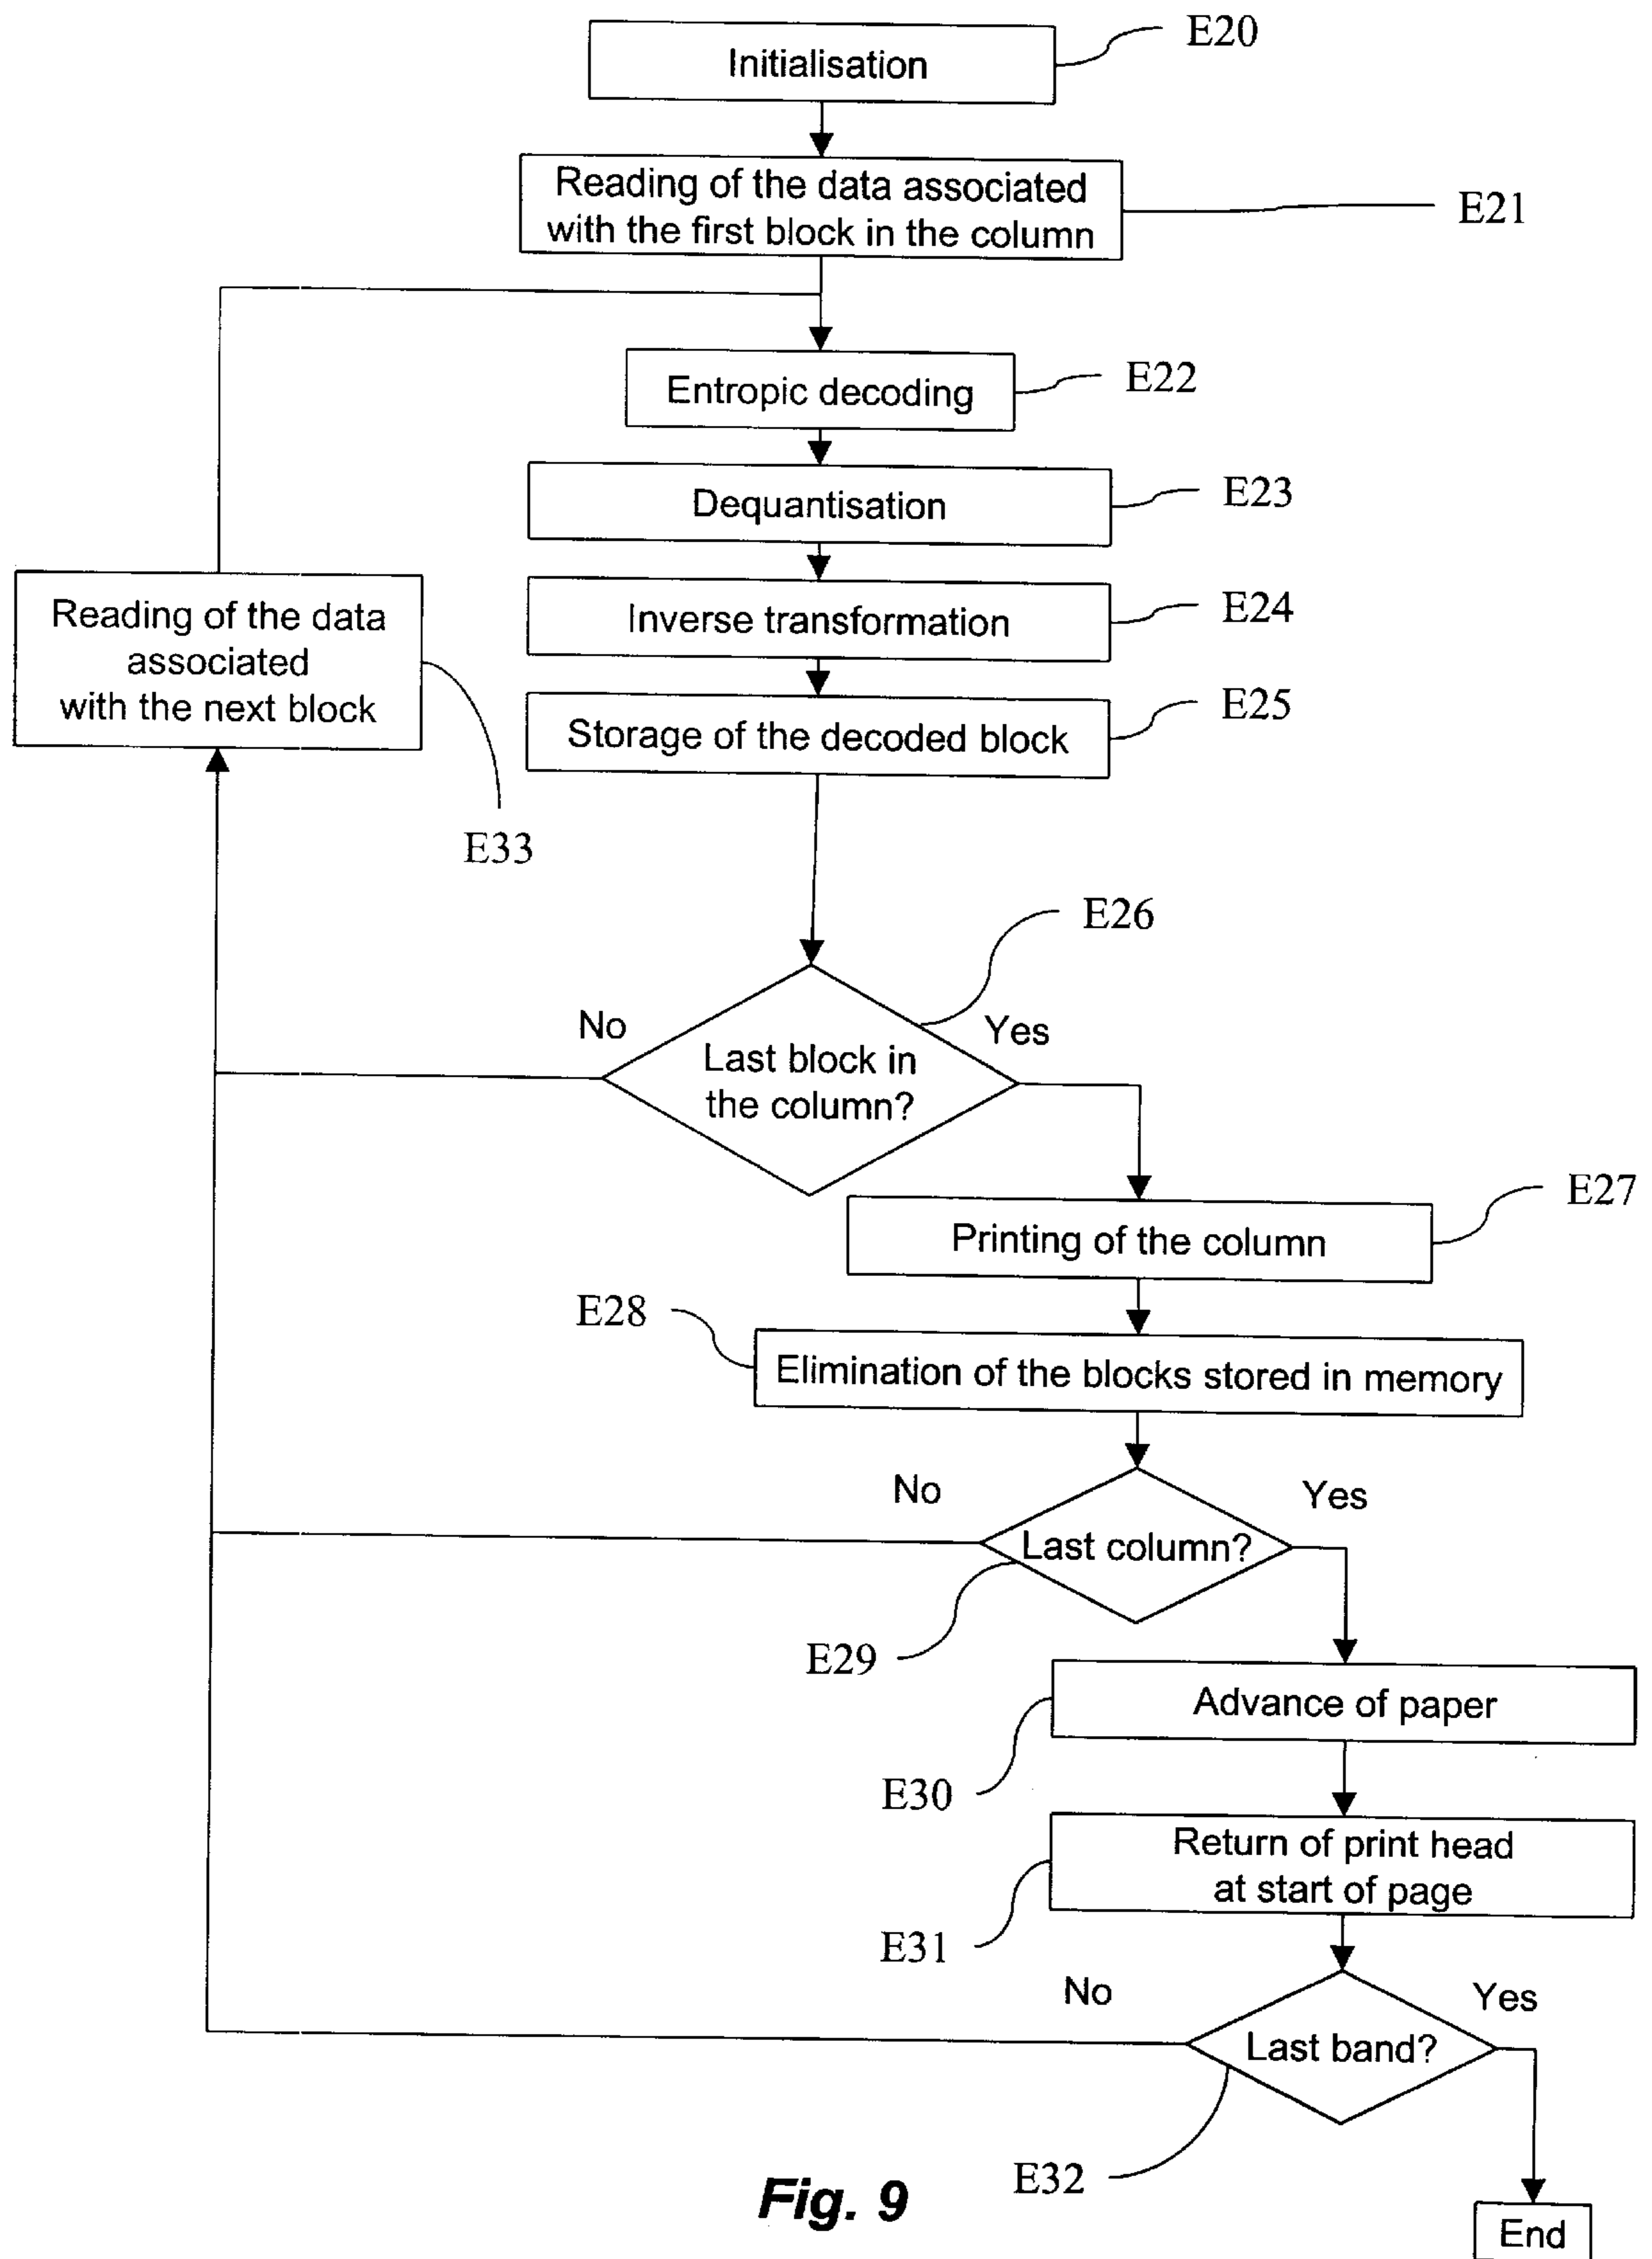 Initialisation
E20
Reading of the data associated
with the first block in the column
E21
Entropic decoding
E22
Dequantisation
E23
Reading of the data
associated
with the next block
E33
Inverse transformation
E24
Storage of the decoded block
E25
E26
No
Yes
Last block in
the column?
Printing of the column
E27
E28
Elimination of the blocks stored in memory
No
Yes
Last column?
E29
Advance of paper
E30
Return of print head
at start of page
E31
No
Yes
Last band?
E32
End
Fig. 9